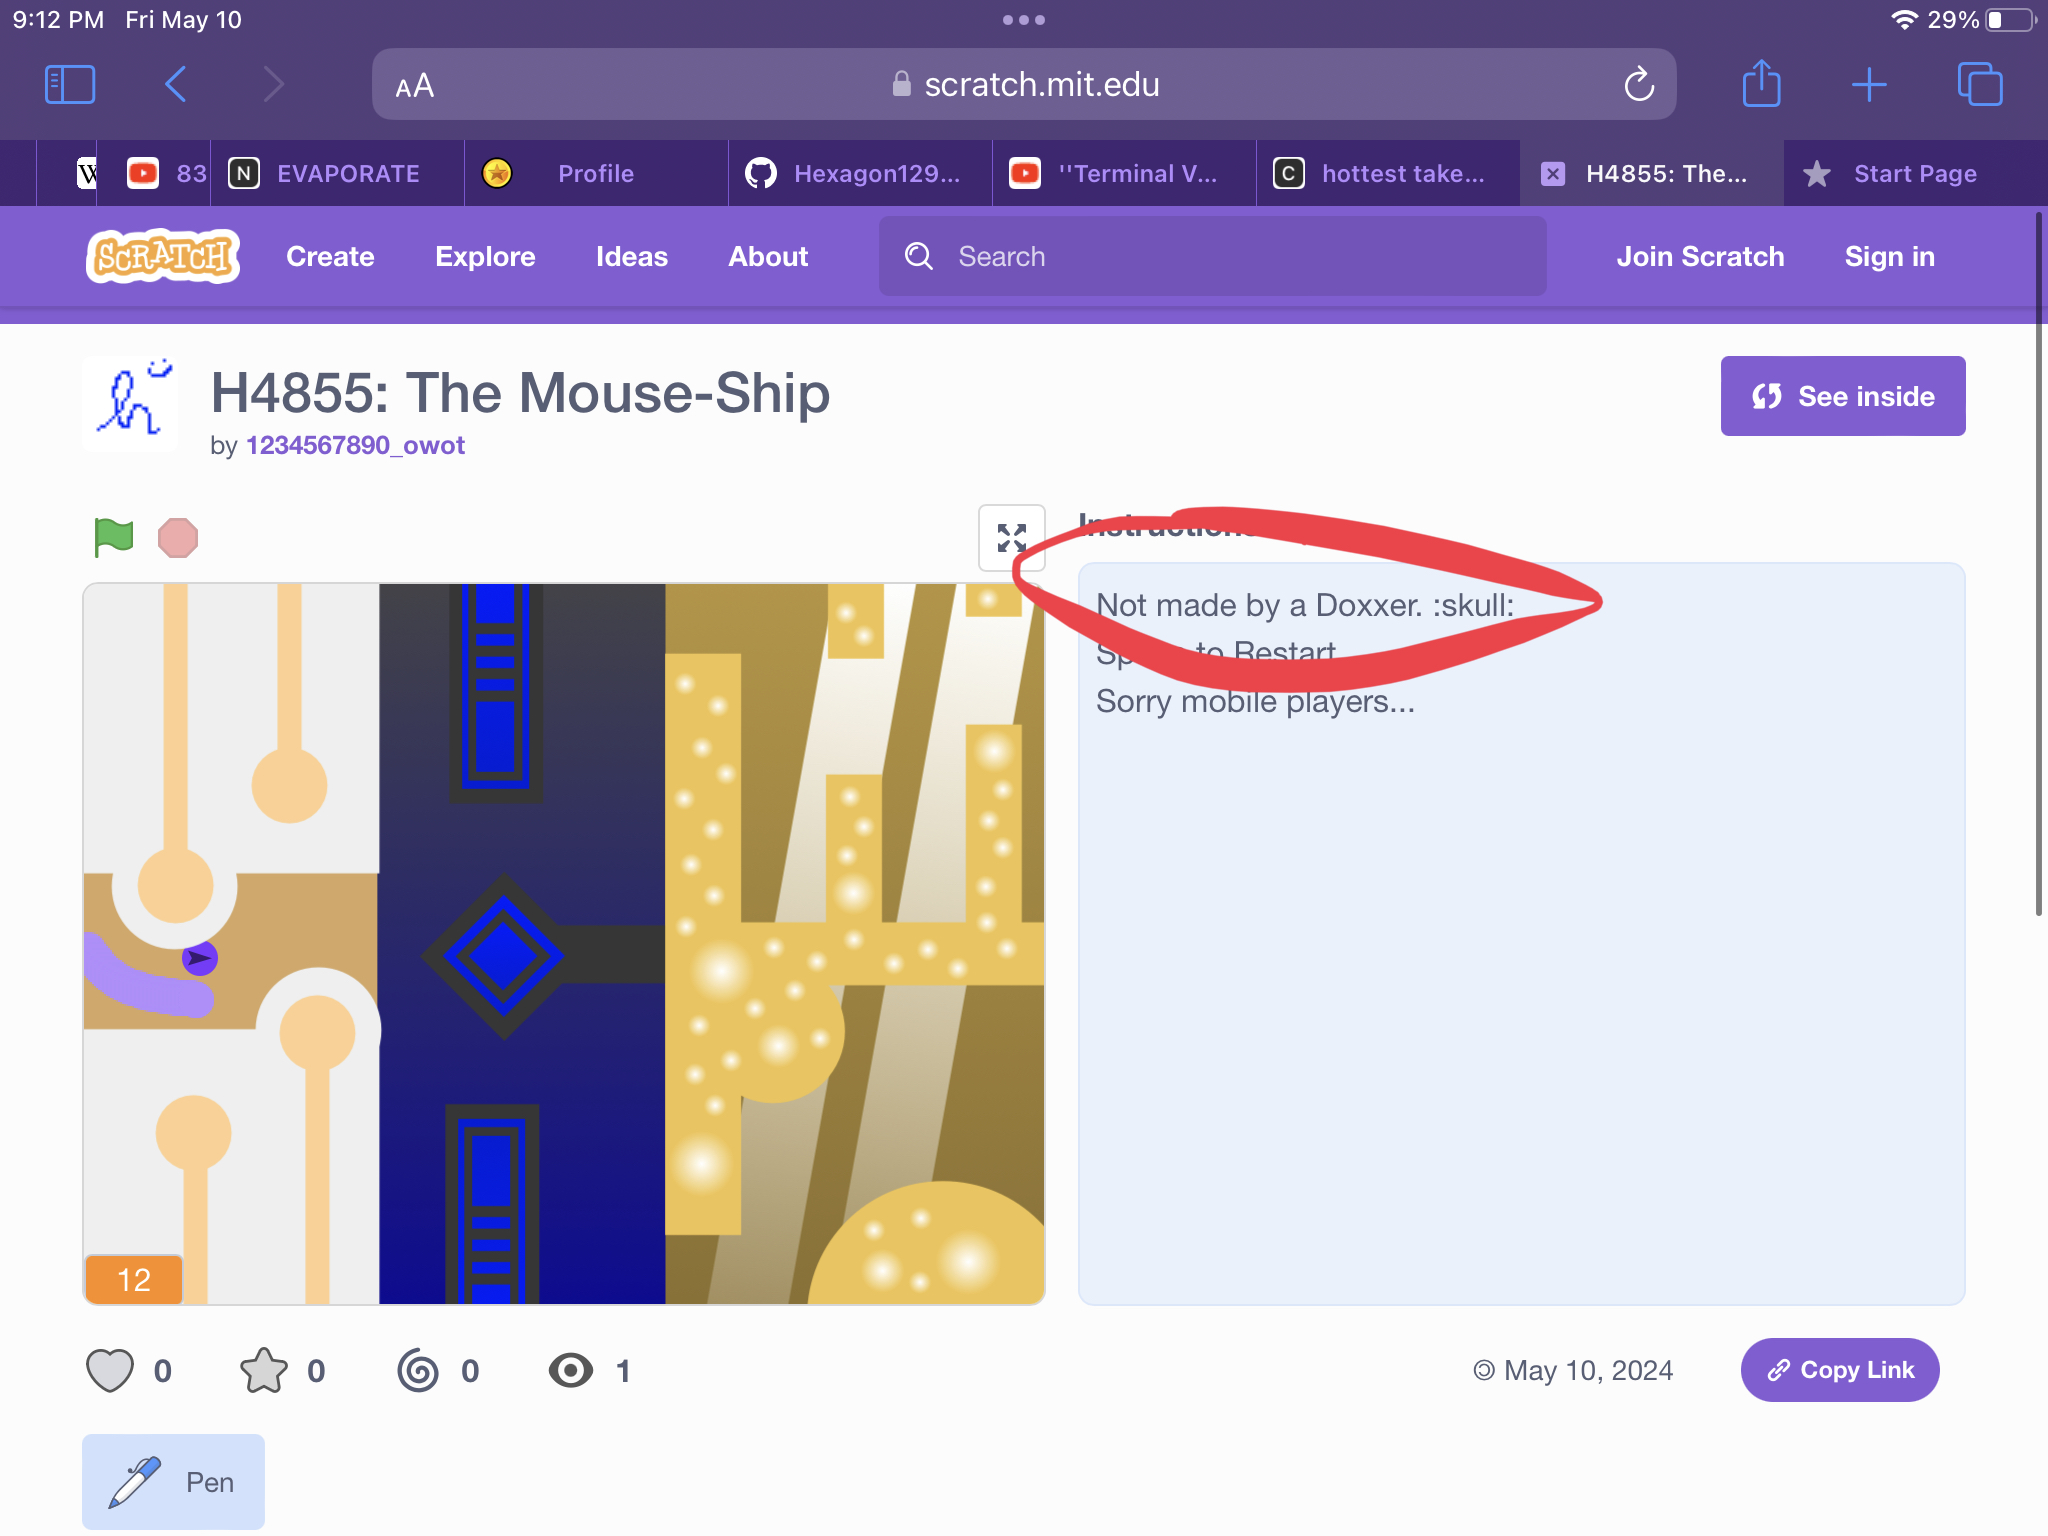 9:12 PM Fri May 10
29%
AA scratch.mit.edu
W 83 N EVAPORATE Profile Hexagon129... ''Terminal V... C hottest take... H4855: The... Start Page
SCRATCH Create Explore Ideas About Search Join Scratch Sign in
H4855: The Mouse-Ship
by 1234567890_owot
See inside
Instructions
Not made by a Doxxer. :skull:
to Restart
Sorry mobile players...
12
0 0 0 1
May 10, 2024
Copy Link
Pen